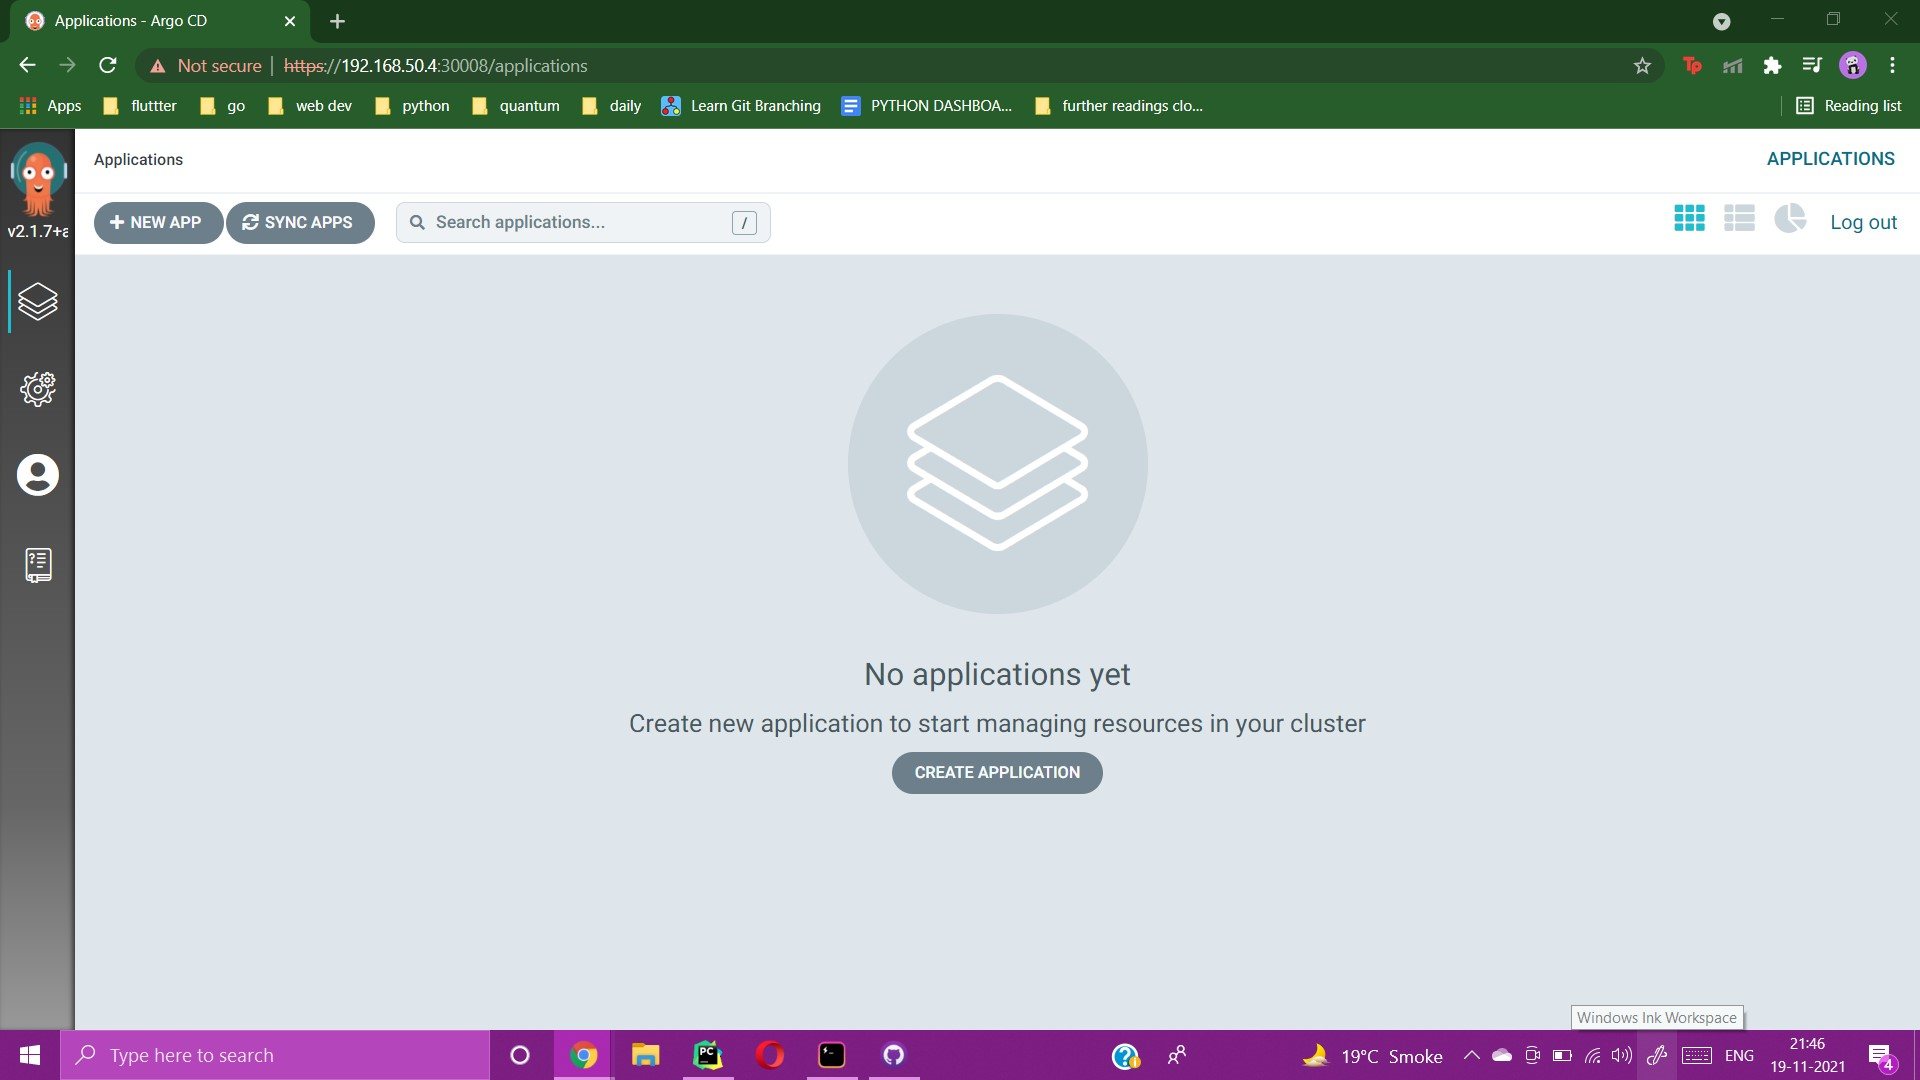 Applications - Argo CD
Not secure | https://192.168.50.4:30008/applications
Tp
Apps fluttter go web dev python quantum daily Learn Git Branching PYTHON DASHBOA... further readings clo... Reading list
Applications APPLICATIONS
v2.1.7+a
NEW APP SYNC APPS Search applications... / Log out
No applications yet
Create new application to start managing resources in your cluster
CREATE APPLICATION
Windows Ink Workspace
Type here to search PC 19°C Smoke ENG 21:46
19-11-2021 4